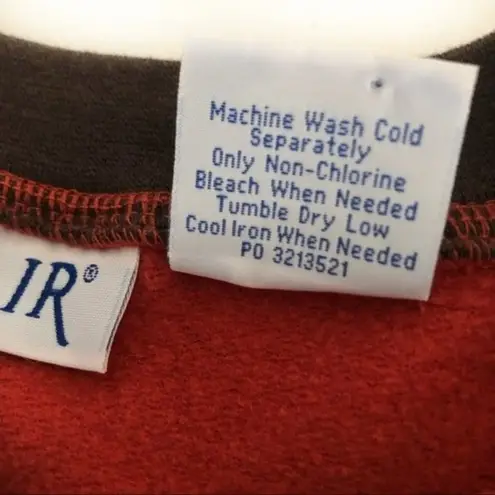 Machine Wash Cold
Separately
Only Non-Chlorine
Bleach When Needed
Tumble Dry Low
Cool Iron When Needed
PO 3213521
IR®